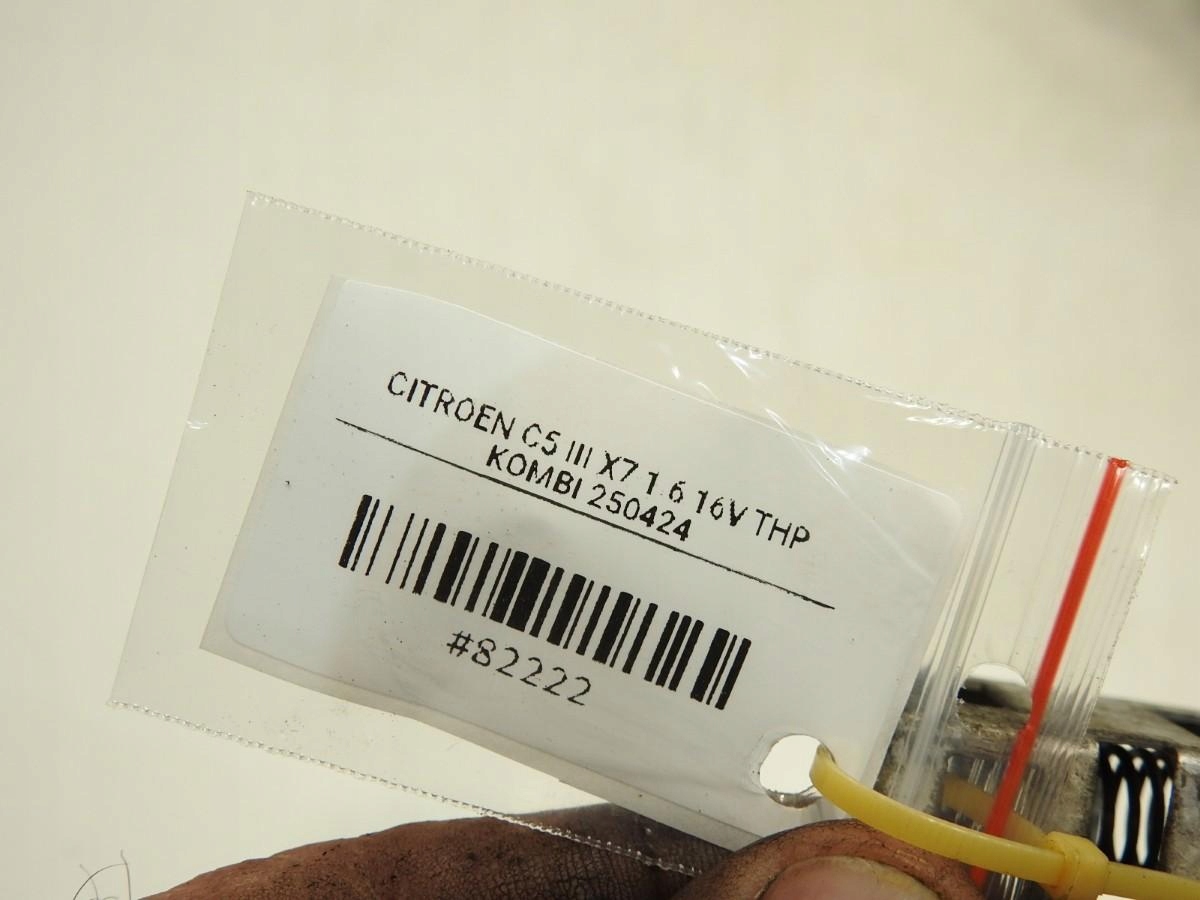 CITROEN C5 III X7 1.6 16V THP
KOMBI 250424
#82222